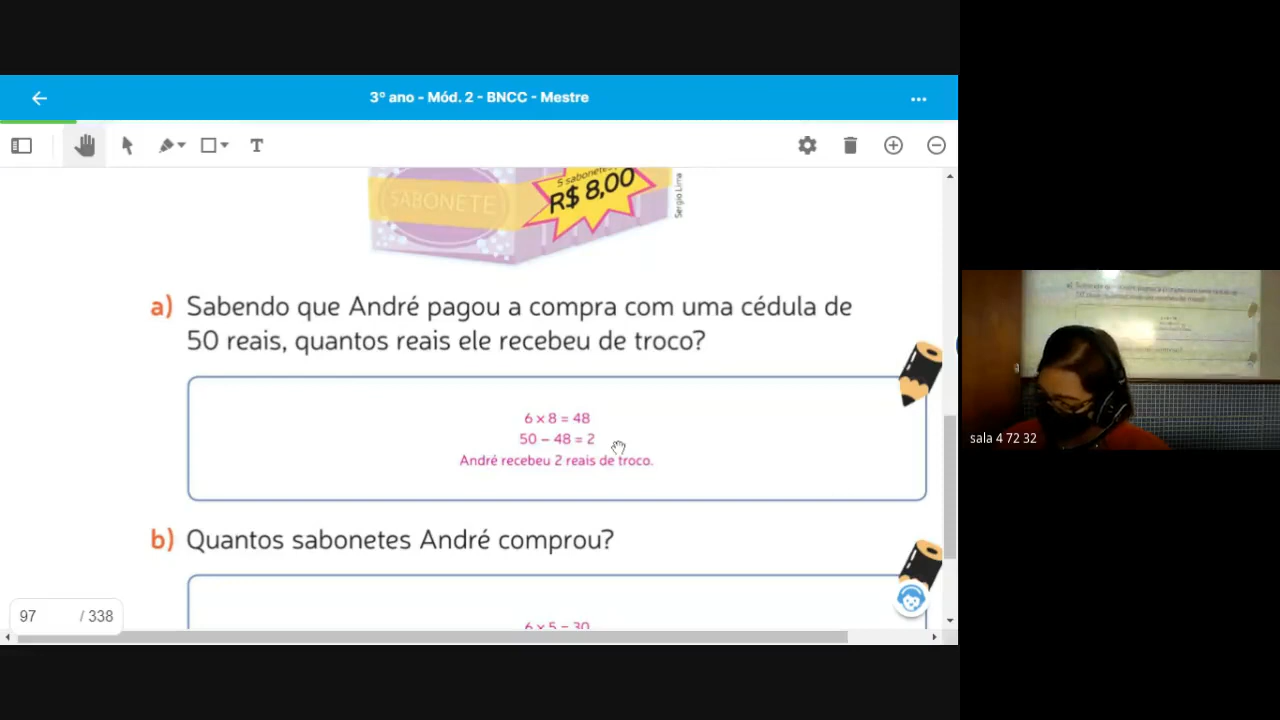 3º ano - Mód. 2 - BNCC - Mestre
T
5 sabonetes
R$ 8,00
SABONETE
Sergio Lima
a) Sabendo que André pagou a compra com uma cédula de
50 reais, quantos reais ele recebeu de troco?
6 x 8 = 48
50 – 48 = 2
André recebeu 2 reais de troco.
b) Quantos sabonetes André comprou?
6 x 5 = 30
97 / 338
sala 4 72 32